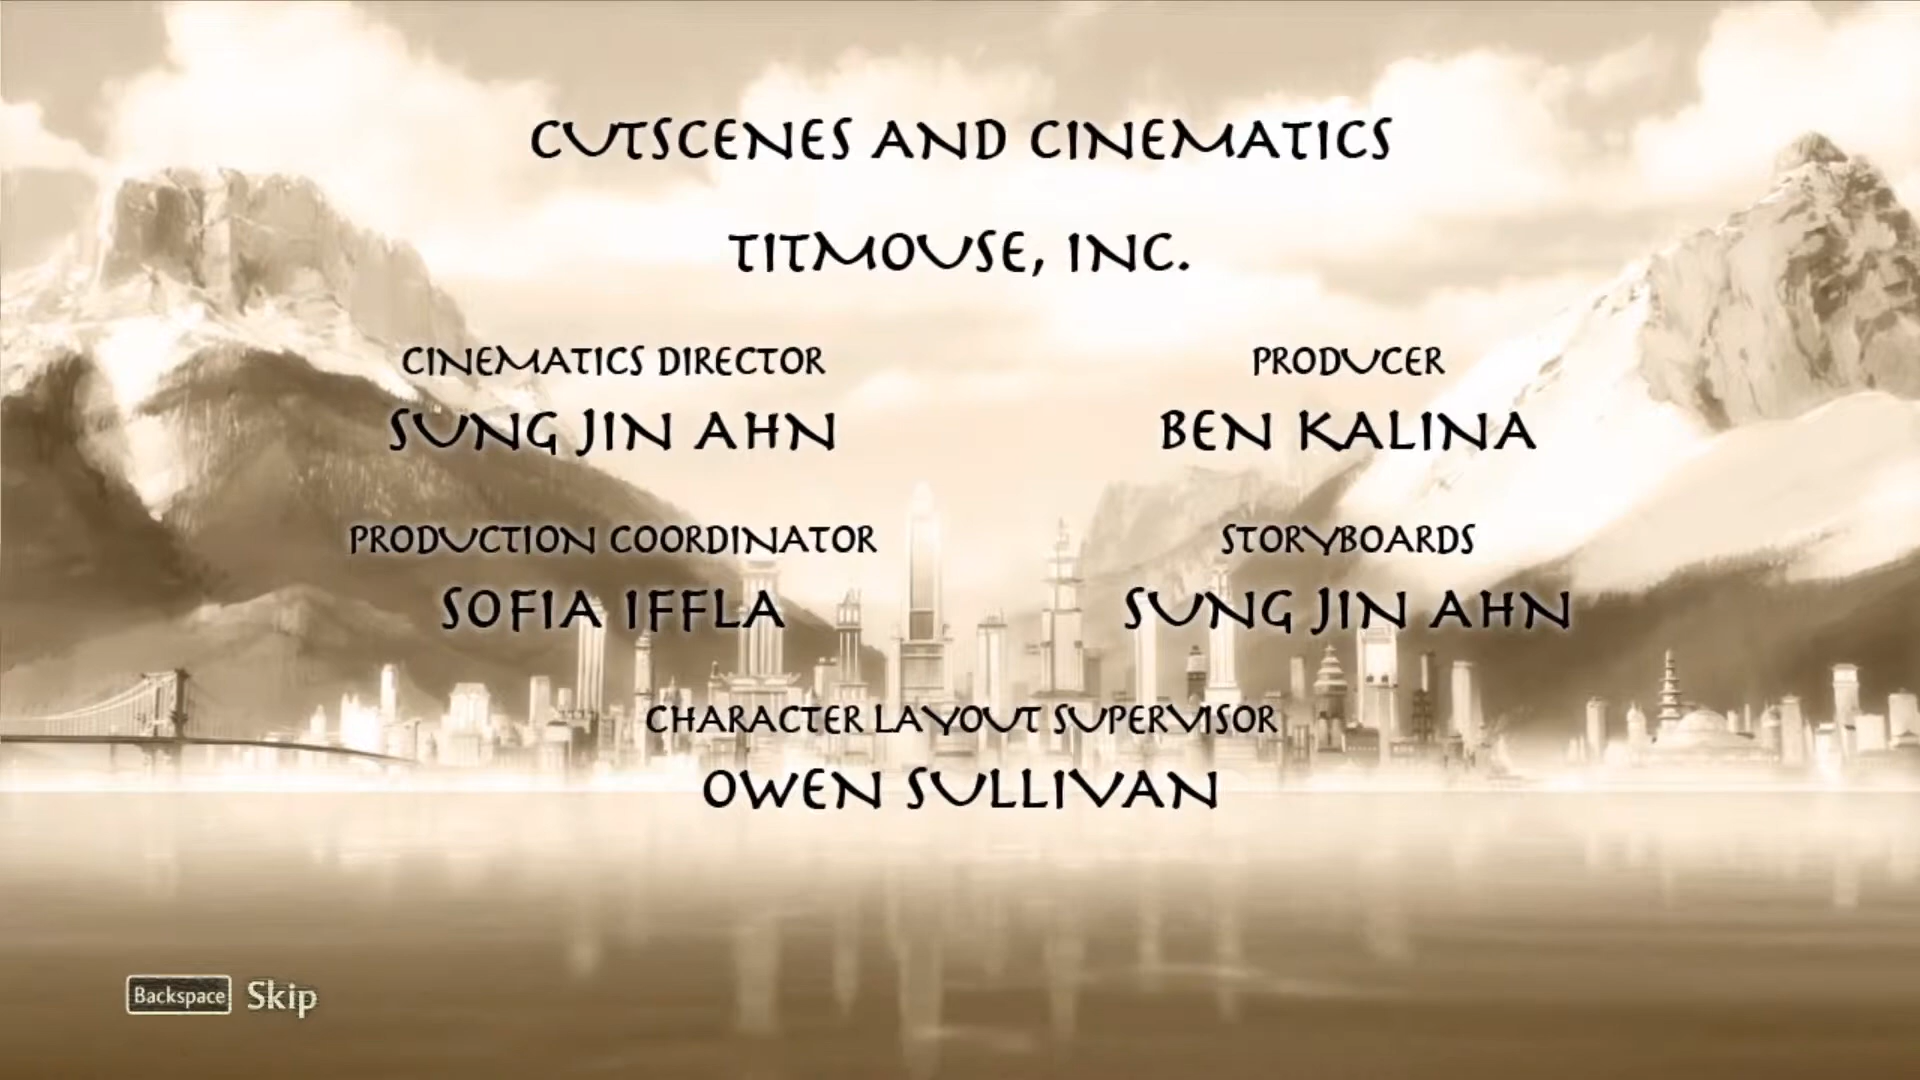 CUTSCENES AND CINEMATICS
TITMOUSE, INC.
CINEMATICS DIRECTOR
SUNG JIN AHN
PRODUCER
BEN KALINA
PRODUCTION COORDINATOR
SOFIA IFFLA
STORYBOARDS
SUNG JIN AHN
CHARACTER LAYOUT SUPERVISOR
OWEN SULLIVAN
Backspace Skip